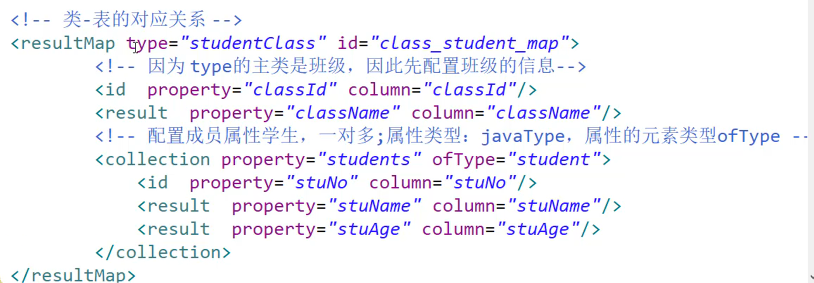 <!-- 类-表的对应关系 -->
<resultMap type="studentClass" id="class_student_map">
<!-- 因为 type的主类是班级，因此先配置班级的信息-->
<id  property="classId" column="classId"/>
<result  property="className" column="className"/>
<!-- 配置成员属性学生，一对多;属性类型：javaType，属性的元素类型ofType --
<collection property="students" ofType="student">
<id  property="stuNo" column="stuNo"/>
<result  property="stuName" column="stuName"/>
<result  property="stuAge" column="stuAge"/>
</collection>
</resultMap>